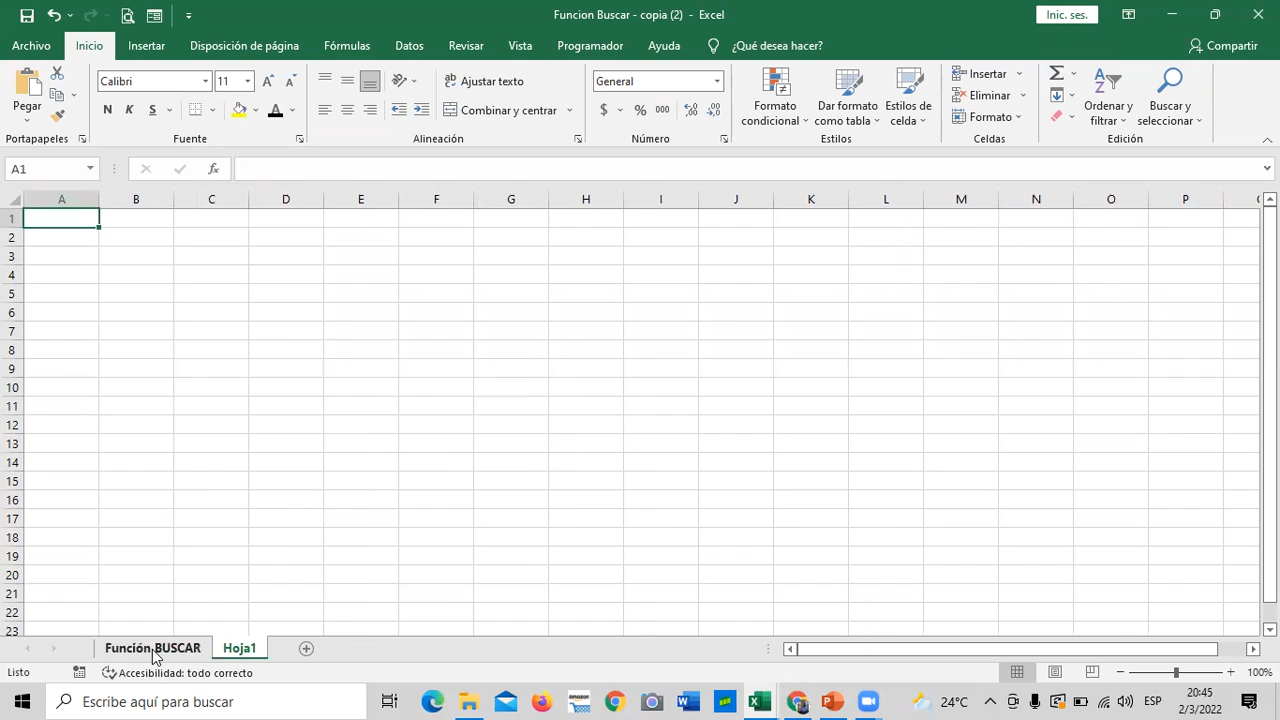 Funcion Buscar - copia (2) - Excel
Inic. ses.
Archivo Inicio Insertar Disposición de página Fórmulas Datos Revisar Vista Programador Ayuda ¿Qué desea hacer? Compartir
Pegar
Calibri 11
N K S
Ajustar texto
Combinar y centrar
General
$ % 000
Formato condicional
Dar formato como tabla
Estilos de celda
Insertar
Eliminar
Formato
Ordenar y filtrar
Buscar y seleccionar
Portapapeles Fuente Alineación Número Estilos Celdas Edición
A1 fx
A B C D E F G H I J K L M N O P
1
2
3
4
5
6
7
8
9
10
11
12
13
14
15
16
17
18
19
20
21
22
23
Función BUSCAR Hoja1
Listo Accesibilidad: todo correcto 100%
Escribe aquí para buscar 24°C ESP 20:45
2/3/2022